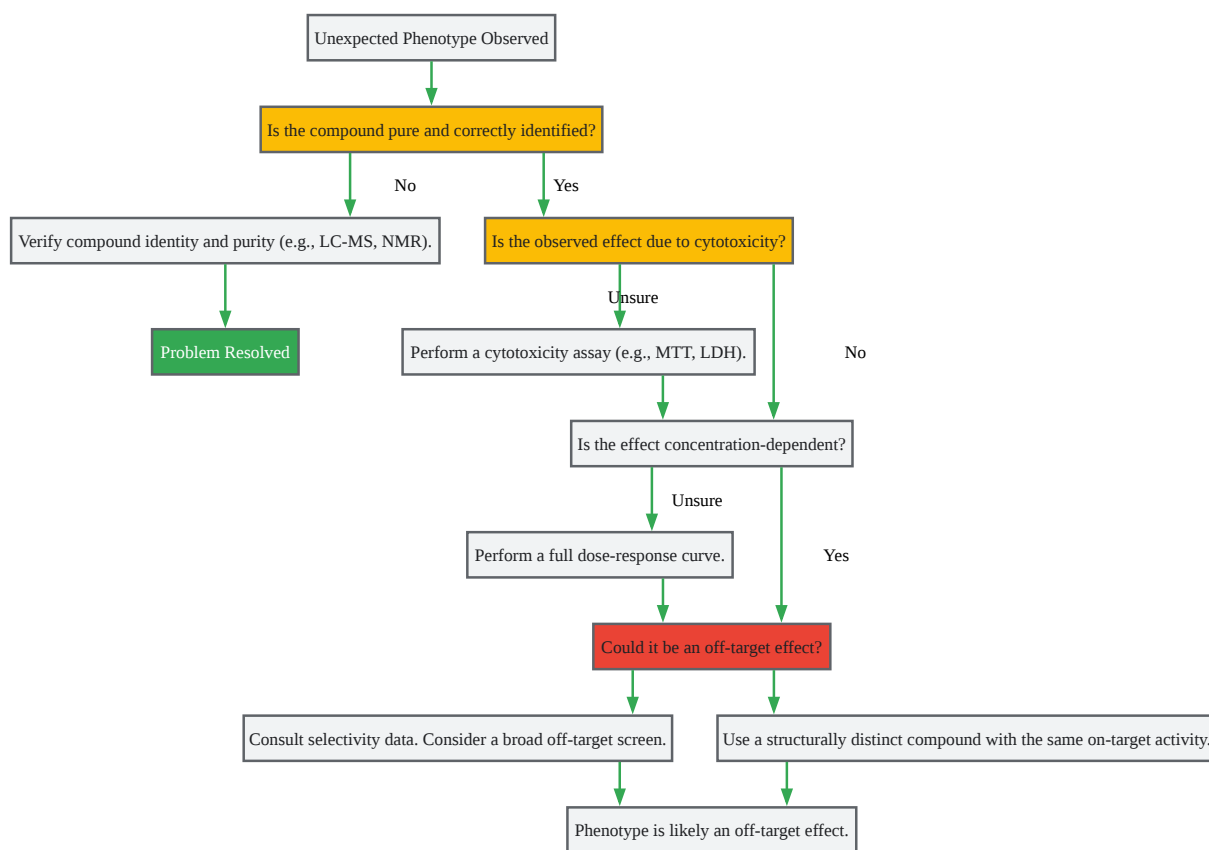 Unexpected Phenotype Observed
Is the compound pure and correctly identified?
No
Yes
Verify compound identity and purity (e.g., LC-MS, NMR).
Is the observed effect due to cytotoxicity?
Unsure
Problem Resolved
Perform a cytotoxicity assay (e.g., MTT, LDH).
No
Is the effect concentration-dependent?
Unsure
Perform a full dose-response curve.
Yes
Could it be an off-target effect?
Consult selectivity data. Consider a broad off-target screen.
Use a structurally distinct compound with the same on-target activity.
Phenotype is likely an off-target effect.